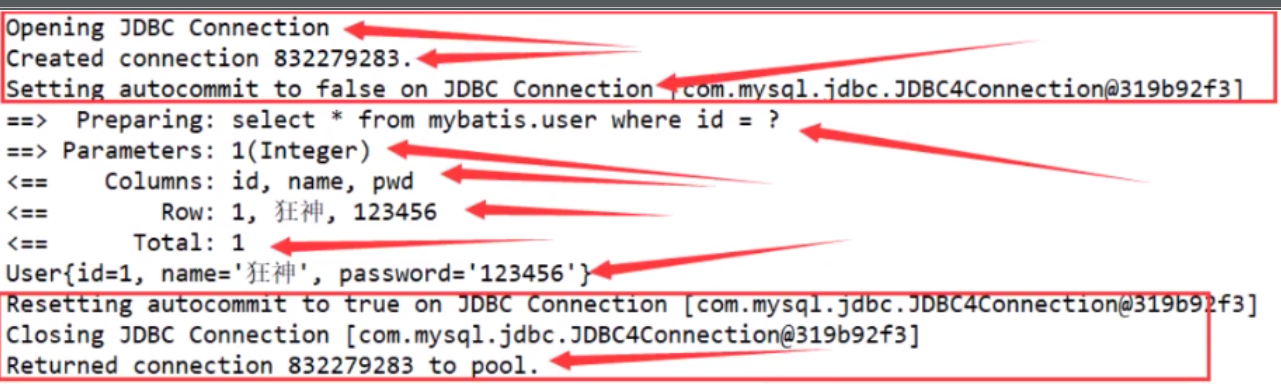 Opening JDBC Connection
Created connection 832279283.
Setting autocommit to false on JDBC Connection [com.mysql.jdbc.JDBC4Connection@319b92f3]
==>  Preparing: select * from mybatis.user where id = ?
==> Parameters: 1(Integer)
<==    Columns: id, name, pwd
<==        Row: 1, 狂神, 123456
<==      Total: 1
User{id=1, name='狂神', password='123456'}
Resetting autocommit to true on JDBC Connection [com.mysql.jdbc.JDBC4Connection@319b92f3]
Closing JDBC Connection [com.mysql.jdbc.JDBC4Connection@319b92f3]
Returned connection 832279283 to pool.